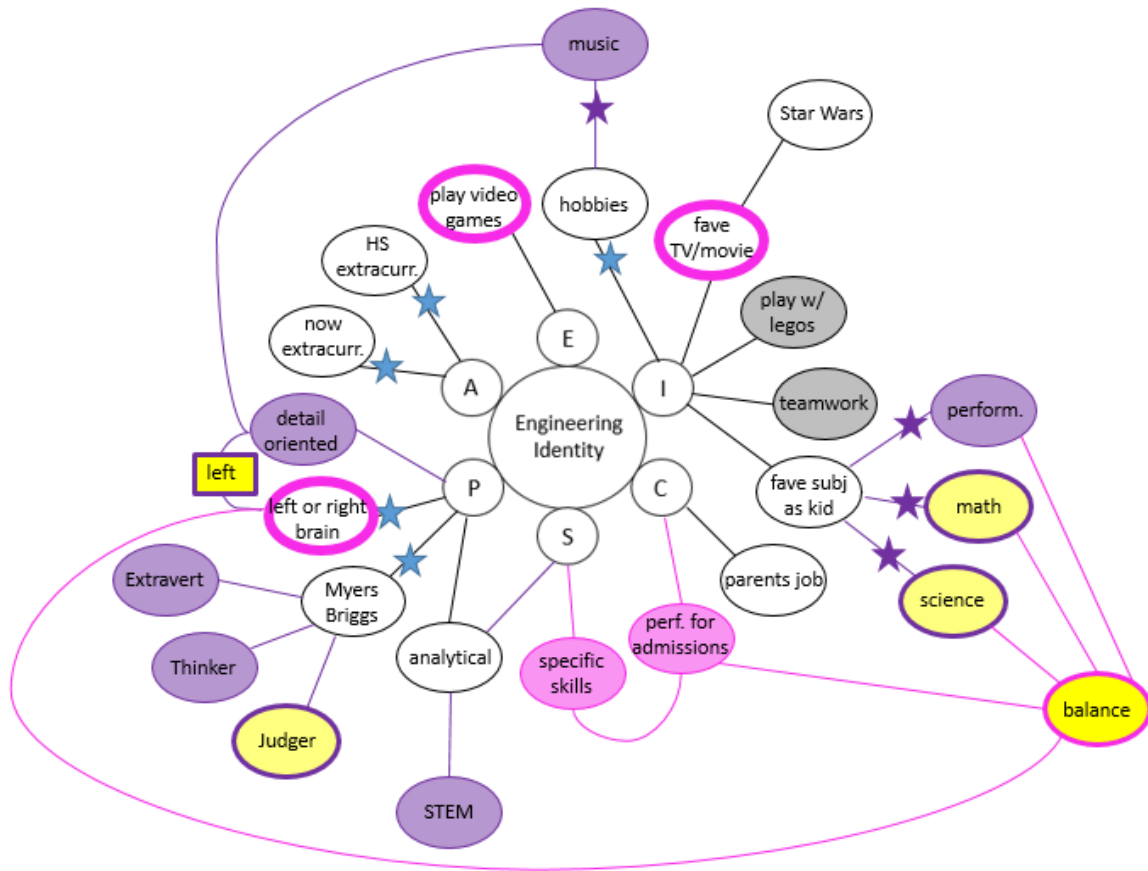 music
Star Wars
play video
games
hobbies
fave
TV/movie
HS
extracurr.
play w/
legos
now
extracurr.
E
A
I
teamwork
Engineering
Identity
detail
oriented
perform.
left
P
C
fave subj
as kid
math
left or right
brain
S
Extravert
Myers
Briggs
parents job
science
perf. for
admissions
Thinker
analytical
specific
skills
balance
Judger
STEM